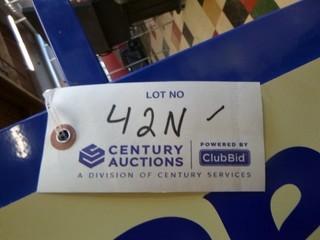 LOT NO
42N -
CENTURY AUCTIONS
POWERED BY
ClubBid
A DIVISION OF CENTURY SERVICES